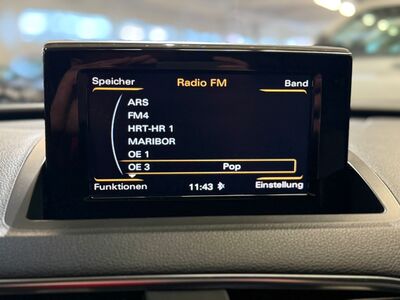 Speicher Radio FM Band
ARS
FM4
HRT-HR 1
MARIBOR
OE 1
OE 3 Pop
Funktionen 11:43 Einstellung